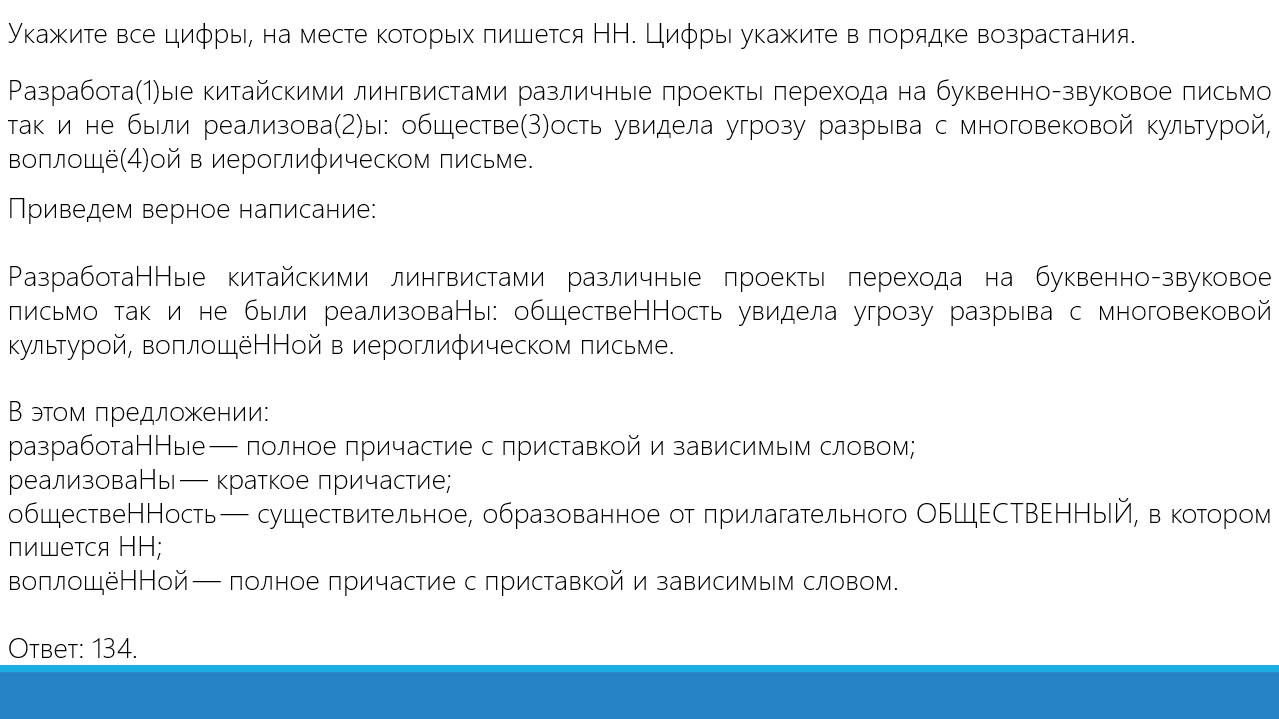 Укажите все цифры, на месте которых пишется НН. Цифры укажите в порядке возрастания.
Разработа(1)ые китайскими лингвистами различные проекты перехода на буквенно-звуковое письмо
так и не были реализова(2)ы: обществе(3)ость увидела угрозу разрыва с многовековой культурой,
воплощё(4)ой в иероглифическом письме.
Приведем верное написание:
РазработаННые китайскими лингвистами различные проекты перехода на буквенно-звуковое
письмо так и не были реализоваНы: общественНость увидела угрозу разрыва с многовековой
культурой, воплощёННой в иероглифическом письме.
В этом предложении:
разработаННые — полное причастие с приставкой и зависимым словом;
реализоваНы — краткое причастие;
обществеННость — существительное, образованное от прилагательного ОБЩЕСТВЕННЫЙ, в котором
пишется НН;
воплощёННой — полное причастие с приставкой и зависимым словом.
Ответ: 134.